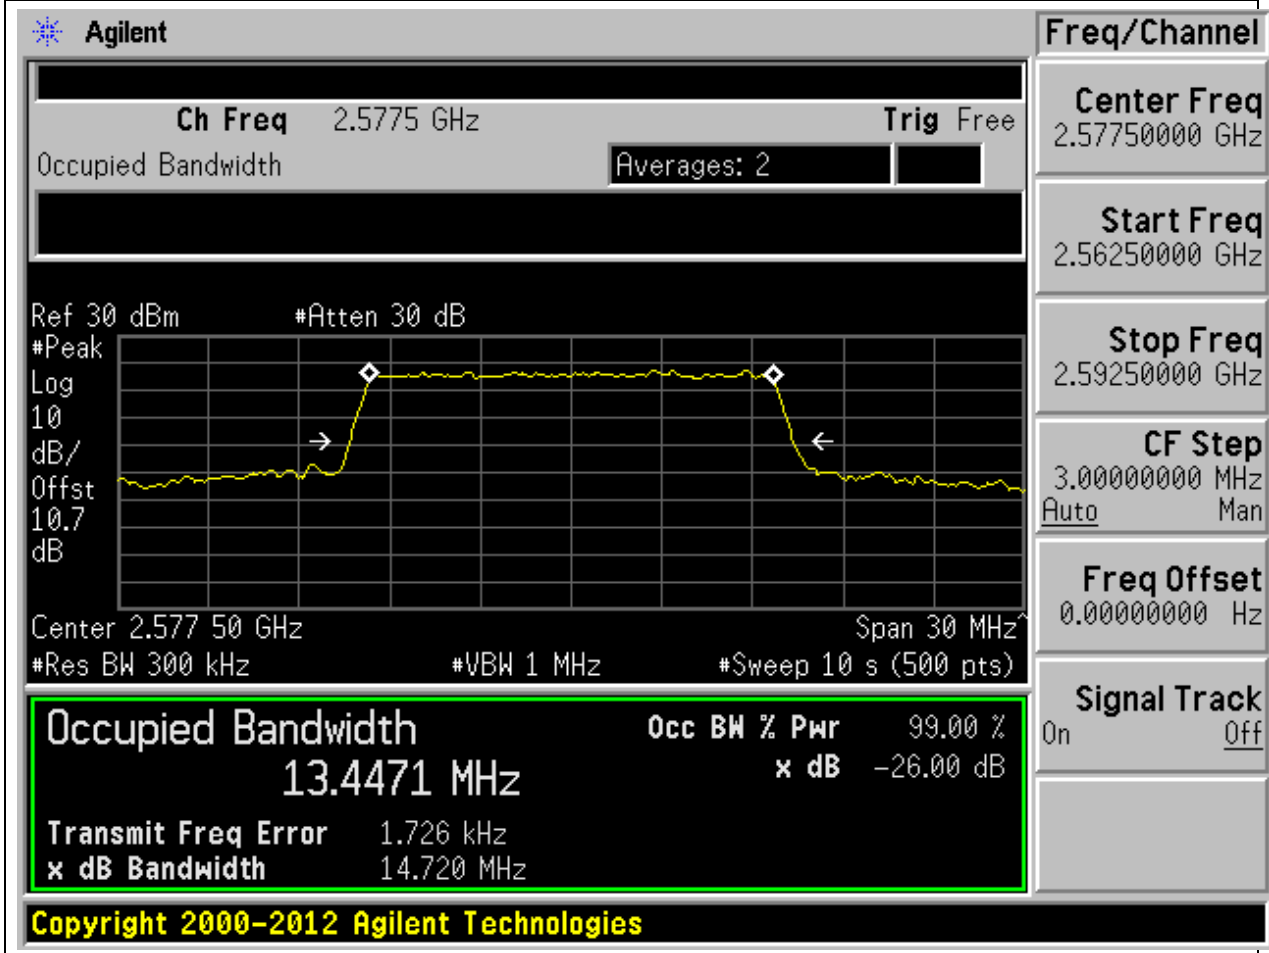 Agilent
Freq/Channel
Ch Freq 2.5775 GHz Trig Free
Occupied Bandwidth Averages: 2
Ref 30 dBm #Atten 30 dB
#Peak
Log
10
dB/
Offst
10.7
dB
Center 2.577 50 GHz Span 30 MHz^
#Res BW 300 kHz #VBW 1 MHz #Sweep 10 s (500 pts)
Occupied Bandwidth Occ BW % Pwr 99.00 %
13.4471 MHz x dB -26.00 dB
Transmit Freq Error 1.726 kHz
x dB Bandwidth 14.720 MHz
Center Freq
2.57750000 GHz
Start Freq
2.56250000 GHz
Stop Freq
2.59250000 GHz
CF Step
3.00000000 MHz
Auto Man
Freq Offset
0.00000000 Hz
Signal Track
On Off
Copyright 2000-2012 Agilent Technologies